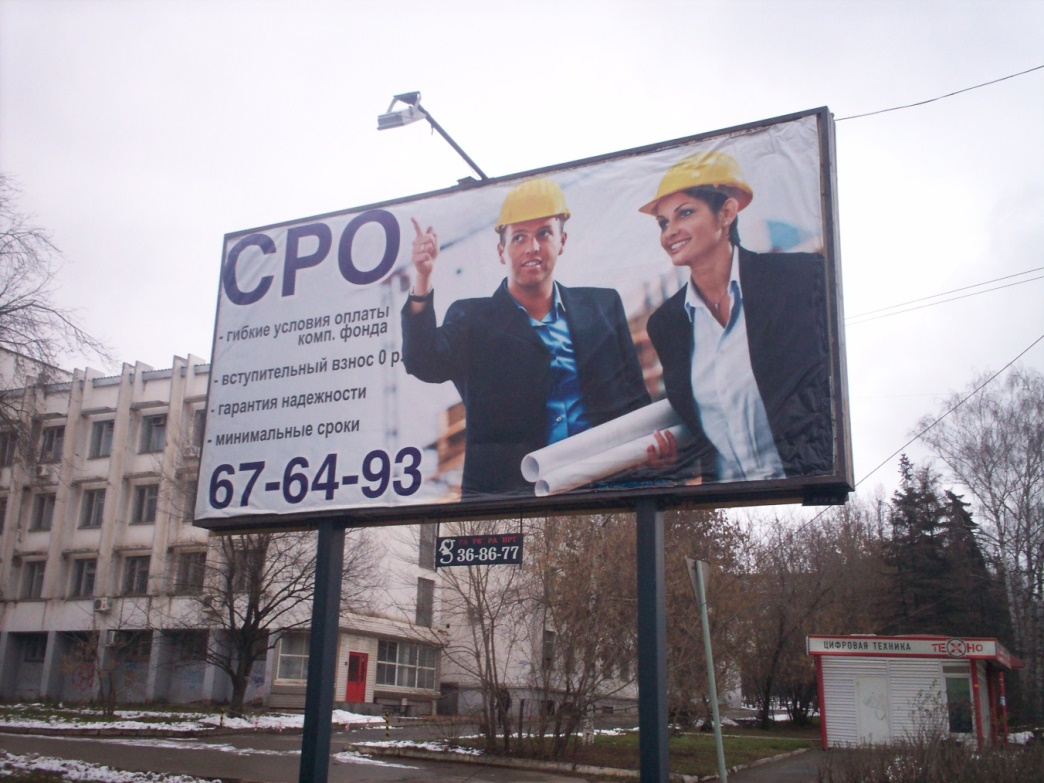 СРО
- гибкие условия оплаты
комп. фонда
- вступительный взнос 0 р.
- гарантия надежности
- минимальные сроки
67-64-93
36-86-77
ЦИФРОВАЯ ТЕХНИКА ТЕХНО